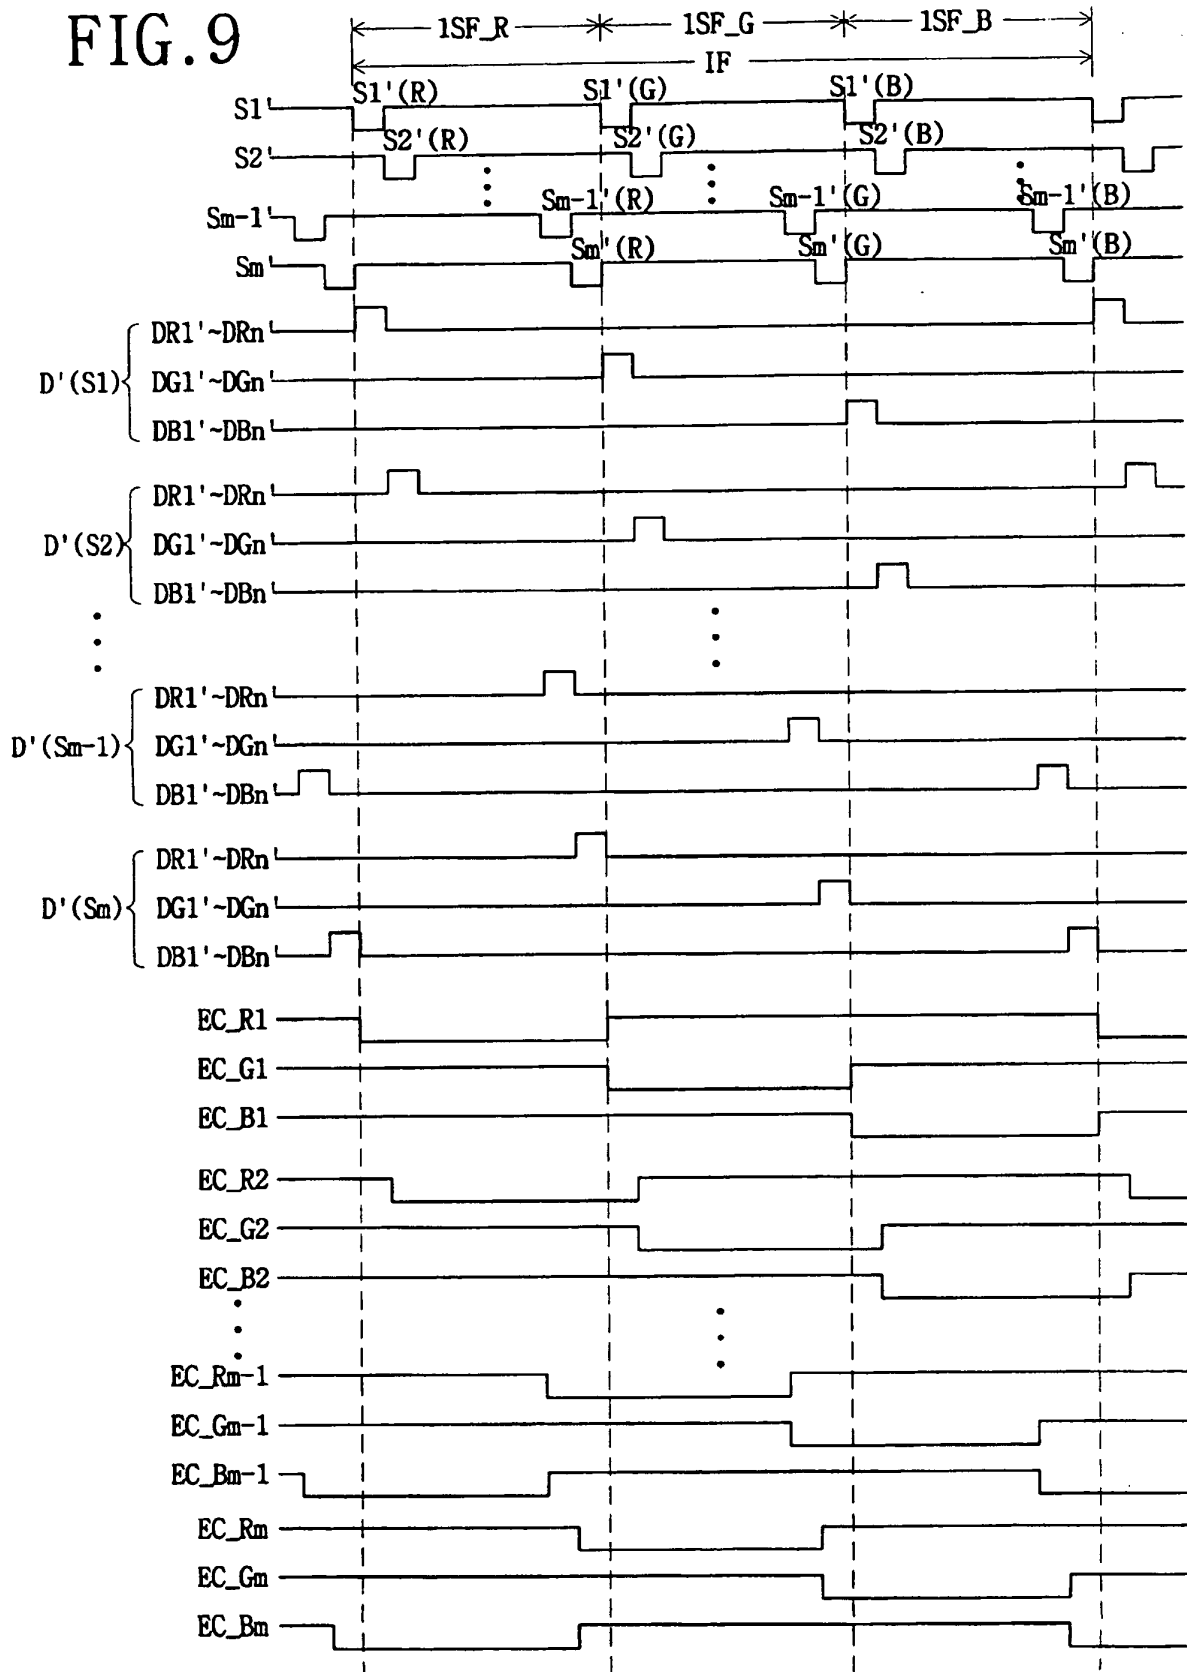 FIG.9
1SF_R 1SF_G 1SF_B
IF
S1'(R) S1'(G) S1'(B)
S1'
S2'(R) S2'(G) S2'(B)
S2'
Sm-1'(R) Sm-1'(G) Sm-1'(B)
Sm-1'
Sm'(R) Sm'(G) Sm'(B)
Sm'
DR1'~DRn'
D'(S1) DG1'~DGn'
DB1'~DBn'
DR1'~DRn'
D'(S2) DG1'~DGn'
DB1'~DBn'
DR1'~DRn'
D'(Sm-1) DG1'~DGn'
DB1'~DBn'
DR1'~DRn'
D'(Sm) DG1'~DGn'
DB1'~DBn'
EC_R1
EC_G1
EC_B1
EC_R2
EC_G2
EC_B2
EC_Rm-1
EC_Gm-1
EC_Bm-1
EC_Rm
EC_Gm
EC_Bm